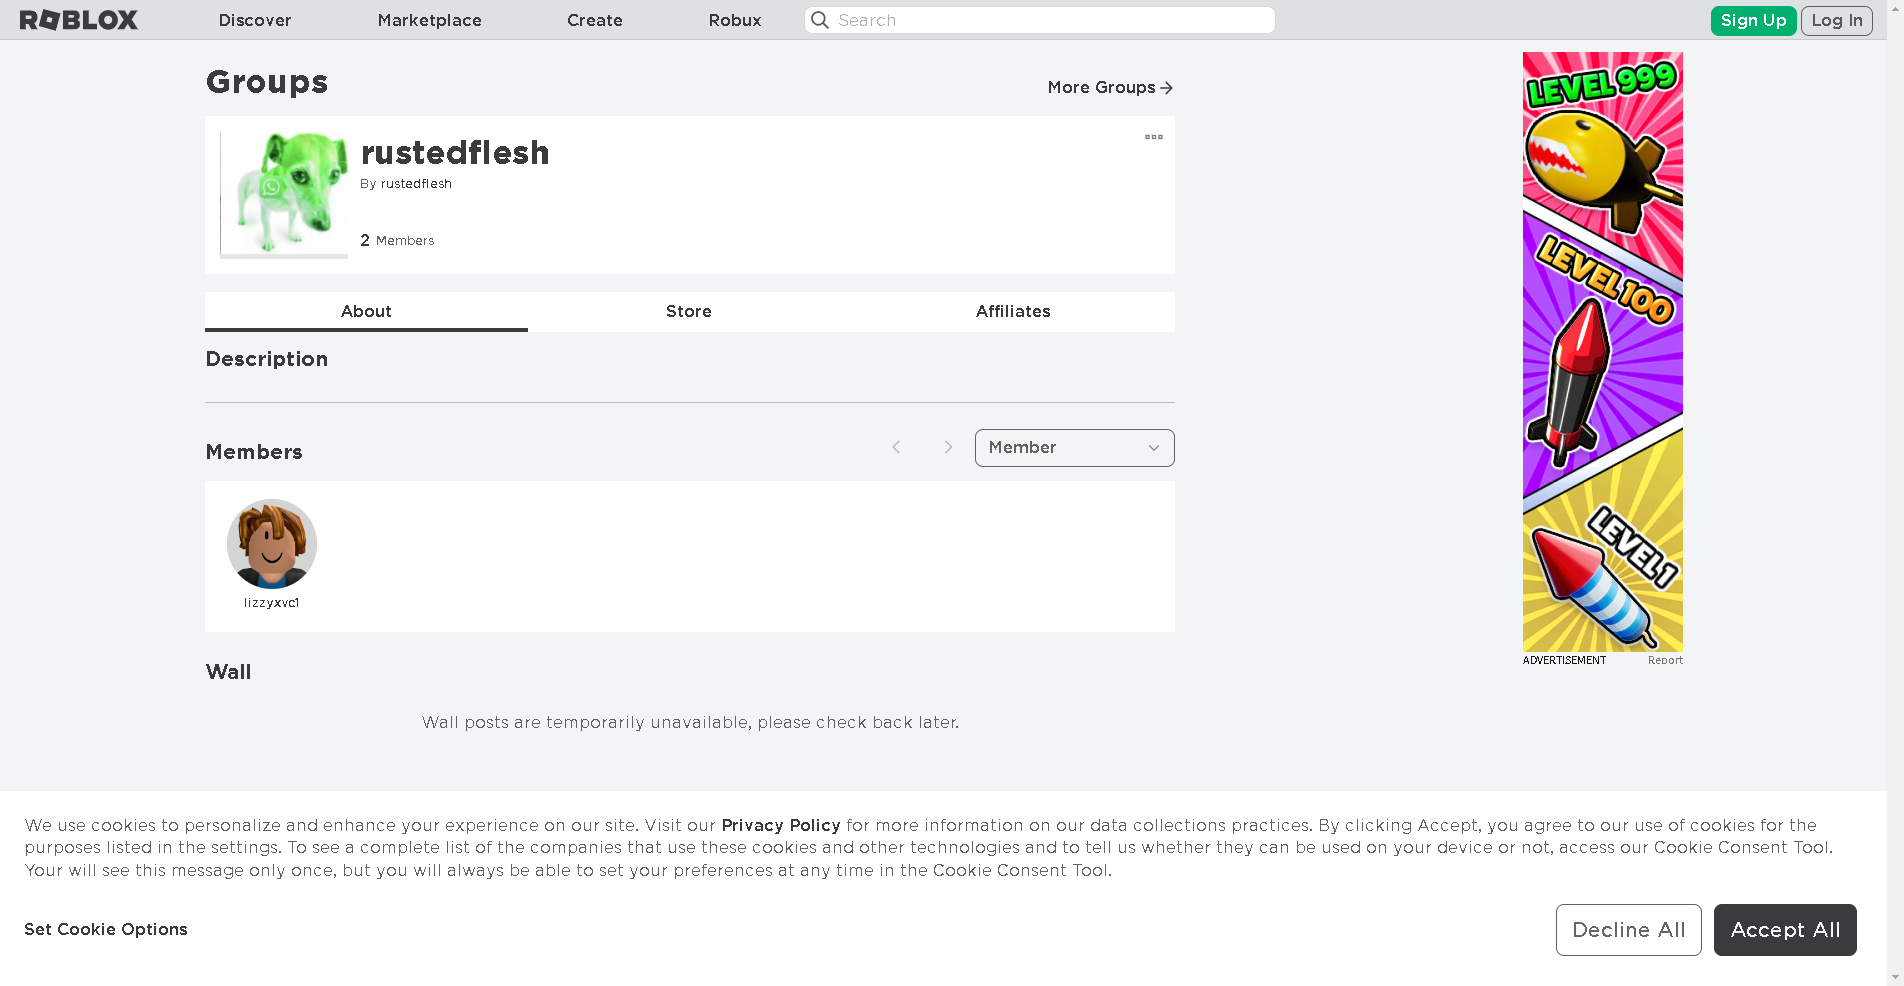 ROBLOX
Discover
Marketplace
Create
Robux
Search
Sign Up
Log In
Groups
More Groups
rustedflesh
By rustedflesh
2 Members
About
Store
Affiliates
Description
Members
Member
lizzyxvc1
Wall
Wall posts are temporarily unavailable, please check back later.
LEVEL 999
LEVEL 100
LEVEL 1
ADVERTISEMENT
Report
We use cookies to personalize and enhance your experience on our site. Visit our Privacy Policy for more information on our data collections practices. By clicking Accept, you agree to our use of cookies for the
purposes listed in the settings. To see a complete list of the companies that use these cookies and other technologies and to tell us whether they can be used on your device or not, access our Cookie Consent Tool.
Your will see this message only once, but you will always be able to set your preferences at any time in the Cookie Consent Tool.
Set Cookie Options
Decline All
Accept All